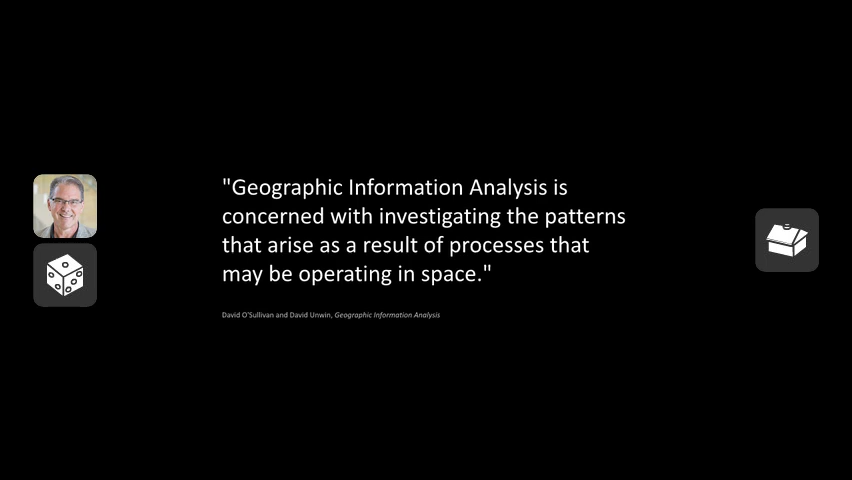 "Geographic Information Analysis is
concerned with investigating the patterns
that arise as a result of processes that
may be operating in space."
David O'Sullivan and David Unwin, Geographic Information Analysis